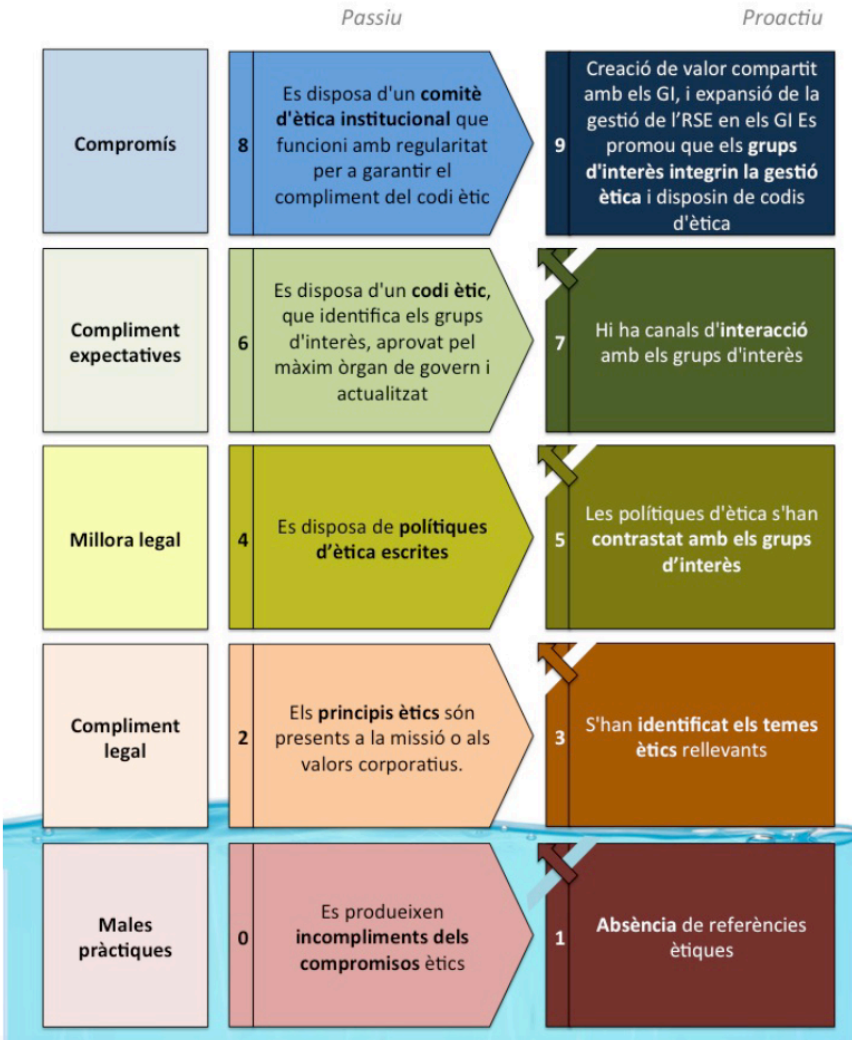 Passiu
Proactiu
Compromís
8
Es disposa d'un comitè
d'ètica institucional que
funcioni amb regularitat
per a garantir el
compliment del codi ètic
9
Creació de valor compartit
amb els GI, i expansió de la
gestió de l’RSE en els GI Es
promou que els grups
d'interès integrin la gestió
ètica i disposin de codis
d'ètica
Compliment
expectatives
6
Es disposa d'un codi ètic,
que identifica els grups
d'interès, aprovat pel
màxim òrgan de govern i
actualitzat
7
Hi ha canals d'interacció
amb els grups d'interès
Millora legal
4
Es disposa de polítiques
d’ètica escrites
5
Les polítiques d'ètica s'han
contrastat amb els grups
d’interès
Compliment
legal
2
Els principis ètics són
presents a la missió o als
valors corporatius.
3
S'han identificat els temes
ètics rellevants
Males
pràctiques
0
Es produeixen
incompliments dels
compromisos ètics
1
Absència de referències
ètiques